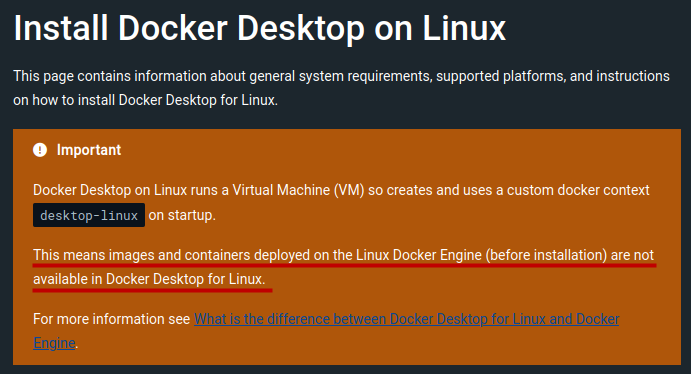 Install Docker Desktop on Linux
This page contains information about general system requirements, supported platforms, and instructions
on how to install Docker Desktop for Linux.
Important
Docker Desktop on Linux runs a Virtual Machine (VM) so creates and uses a custom docker context
desktop-linux on startup.
This means images and containers deployed on the Linux Docker Engine (before installation) are not
available in Docker Desktop for Linux.
For more information see What is the difference between Docker Desktop for Linux and Docker
Engine.